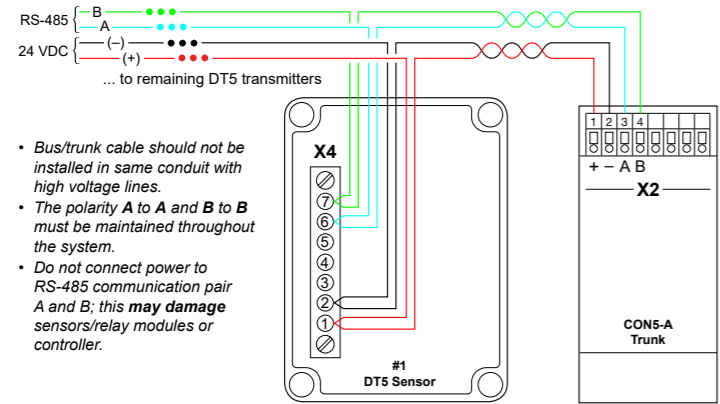 RS-485 { B
A
24 VDC { (–)
(+)
... to remaining DT5 transmitters
• Bus/trunk cable should not be
installed in same conduit with
high voltage lines.
• The polarity A to A and B to B
must be maintained throughout
the system.
• Do not connect power to
RS-485 communication pair
A and B; this may damage
sensors/relay modules or
controller.
X4
7
6
5
4
3
2
1
#1
DT5 Sensor
1 2 3 4
+ – A B
X2
CON5-A
Trunk